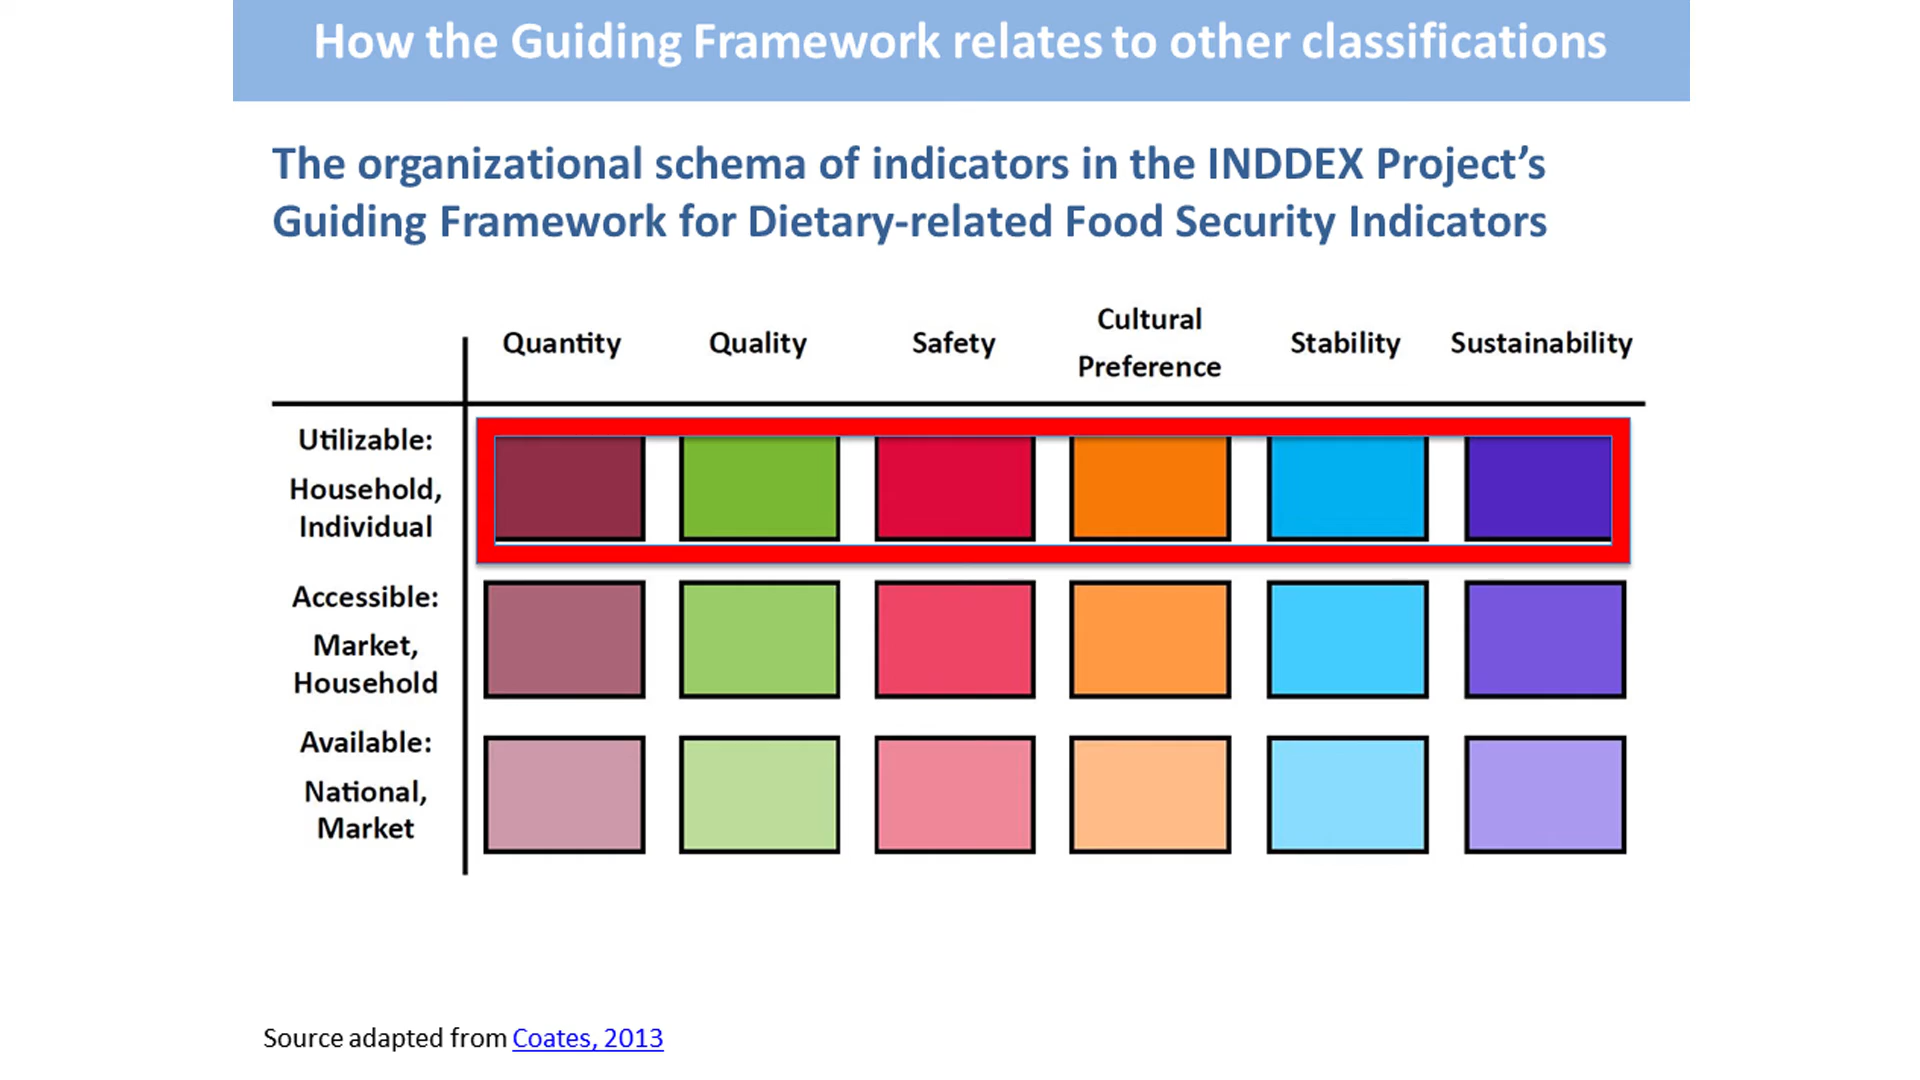 How the Guiding Framework relates to other classifications
The organizational schema of indicators in the INDDEX Project’s
Guiding Framework for Dietary-related Food Security Indicators
Quantity
Quality
Safety
Cultural
Preference
Stability
Sustainability
Utilizable:
Household,
Individual
Accessible:
Market,
Household
Available:
National,
Market
Source adapted from Coates, 2013